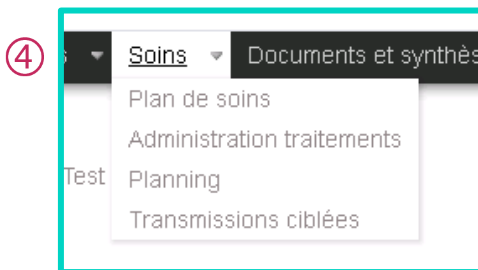 ④
s Soins Documents et synthès
Plan de soins
Administration traitements
Test Planning
Transmissions ciblées